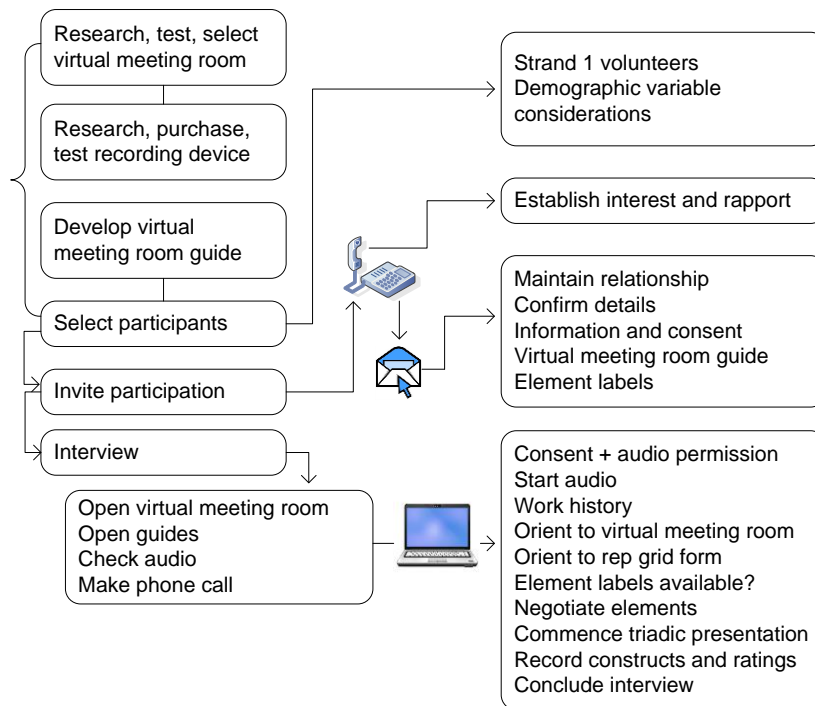 Research, test, select
virtual meeting room
Research, purchase,
test recording device
Develop virtual
meeting room guide
Select participants
Invite participation
Interview
Open virtual meeting room
Open guides
Check audio
Make phone call
Strand 1 volunteers
Demographic variable
considerations
Establish interest and rapport
Maintain relationship
Confirm details
Information and consent
Virtual meeting room guide
Element labels
Consent + audio permission
Start audio
Work history
Orient to virtual meeting room
Orient to rep grid form
Element labels available?
Negotiate elements
Commence triadic presentation
Record constructs and ratings
Conclude interview